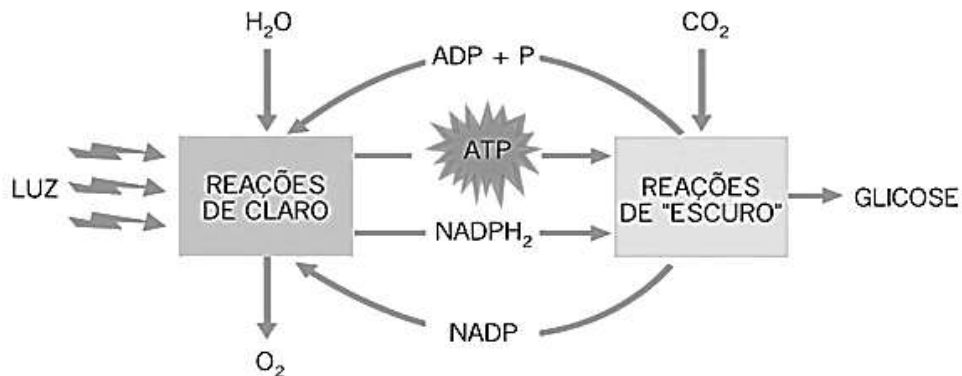 H₂O
CO₂
ADP + P
LUZ
REAÇÕES
DE CLARO
ATP
REAÇÕES
DE "ESCURO"
GLICOSE
NADPH₂
NADP
O₂